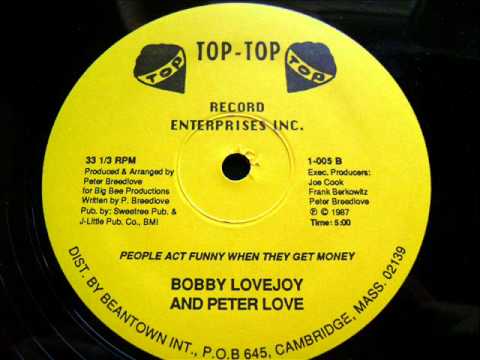 TOP-TOP
TOP
TOP
RECORD
ENTERPRISES INC.
33 1/3 RPM
Produced & Arranged by
Peter Breedlove
for Big Bee Productions
Written by P. Breedlove
Pub. by: Sweetree Pub. &
J-Little Pub. Co., BMI
1-005 B
Exec. Producers:
Joe Cook
Frank Berkowitz
Peter Breedlove
℗ © 1987
Time: 5:00
PEOPLE ACT FUNNY WHEN THEY GET MONEY
BOBBY LOVEJOY
AND PETER LOVE
DIST. BY BEANTOWN INT., P.O.B 645, CAMBRIDGE, MASS. 02139